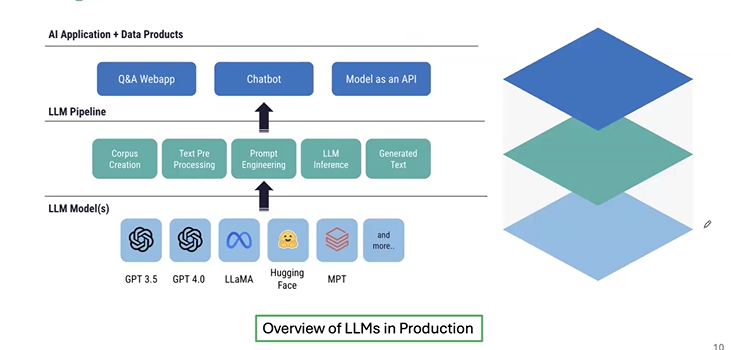 AI Application + Data Products
Q&A Webapp
Chatbot
Model as an API
LLM Pipeline
Corpus
Creation
Text Pre
Processing
Prompt
Engineering
LLM
Inference
Generated
Text
LLM Model(s)
and
more..
GPT 3.5
GPT 4.0
LLaMA
Hugging
Face
MPT
Overview of LLMs in Production
10